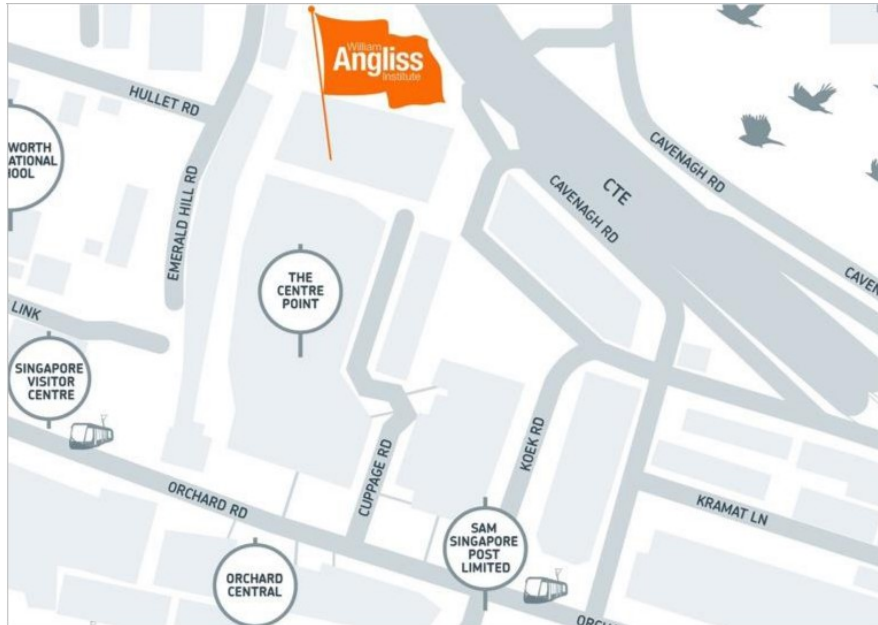 William
Angliss
Institute
HULLET RD
WORTH
ATIONAL
HOOL
EMERALD HILL RD
CAVENAGH RD
CTE
CAVENAGH RD
CAVEN
THE
CENTRE
POINT
LINK
SINGAPORE
VISITOR
CENTRE
ORCHARD RD
CUPPAGE RD
KOEK RD
KRAMAT LN
SAM
SINGAPORE
POST
LIMITED
ORCHARD
CENTRAL
ORCH